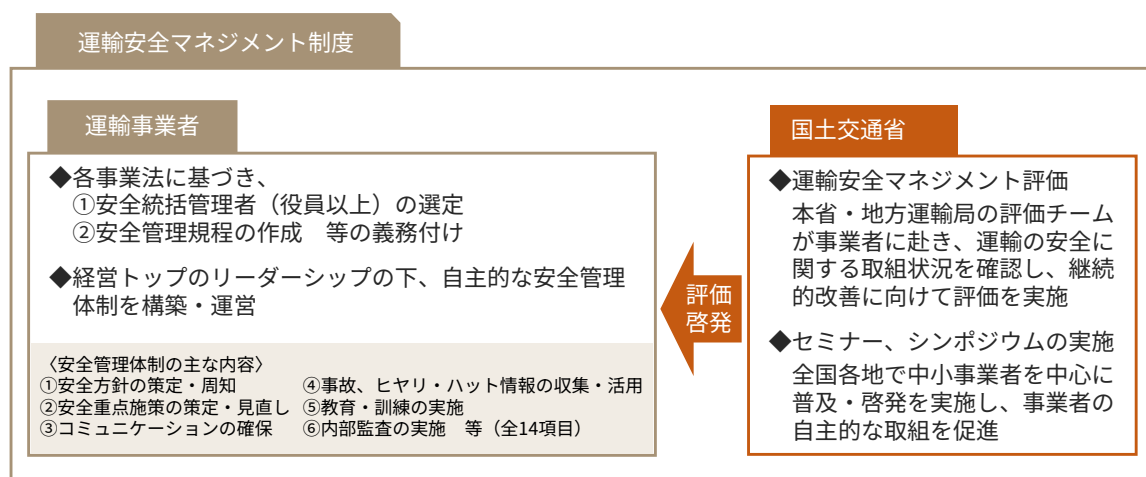 運輸安全マネジメント制度
運輸事業者
◆各事業法に基づき、
①安全統括管理者（役員以上）の選定
②安全管理規程の作成　等の義務付け
◆経営トップのリーダーシップの下、自主的な安全管理
体制を構築・運営
〈安全管理体制の主な内容〉
①安全方針の策定・周知
②安全重点施策の策定・見直し
③コミュニケーションの確保
④事故、ヒヤリ・ハット情報の収集・活用
⑤教育・訓練の実施
⑥内部監査の実施　等（全14項目）
評価
啓発
国土交通省
◆運輸安全マネジメント評価
本省・地方運輸局の評価チーム
が事業者に赴き、運輸の安全に
関する取組状況を確認し、継続
的改善に向けて評価を実施
◆セミナー、シンポジウムの実施
全国各地で中小事業者を中心に
普及・啓発を実施し、事業者の
自主的な取組を促進